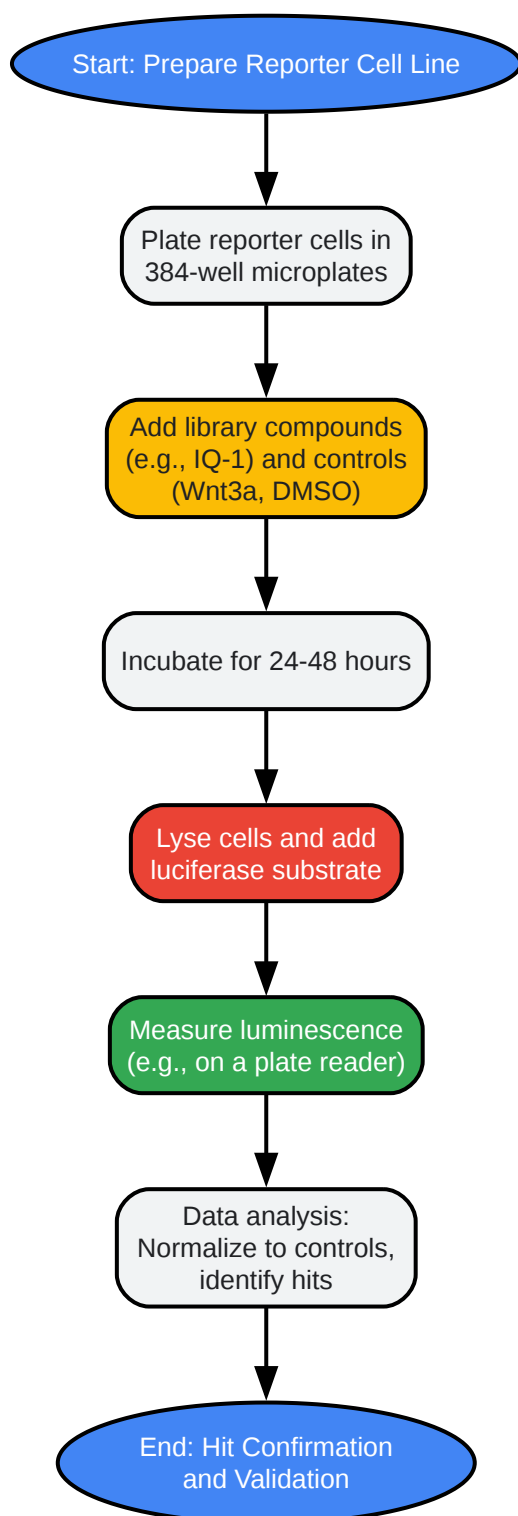 Start: Prepare Reporter Cell Line
Plate reporter cells in
384-well microplates
Add library compounds
(e.g., IQ-1) and controls
(Wnt3a, DMSO)
Incubate for 24-48 hours
Lyse cells and add
luciferase substrate
Measure luminescence
(e.g., on a plate reader)
Data analysis:
Normalize to controls,
identify hits
End: Hit Confirmation
and Validation